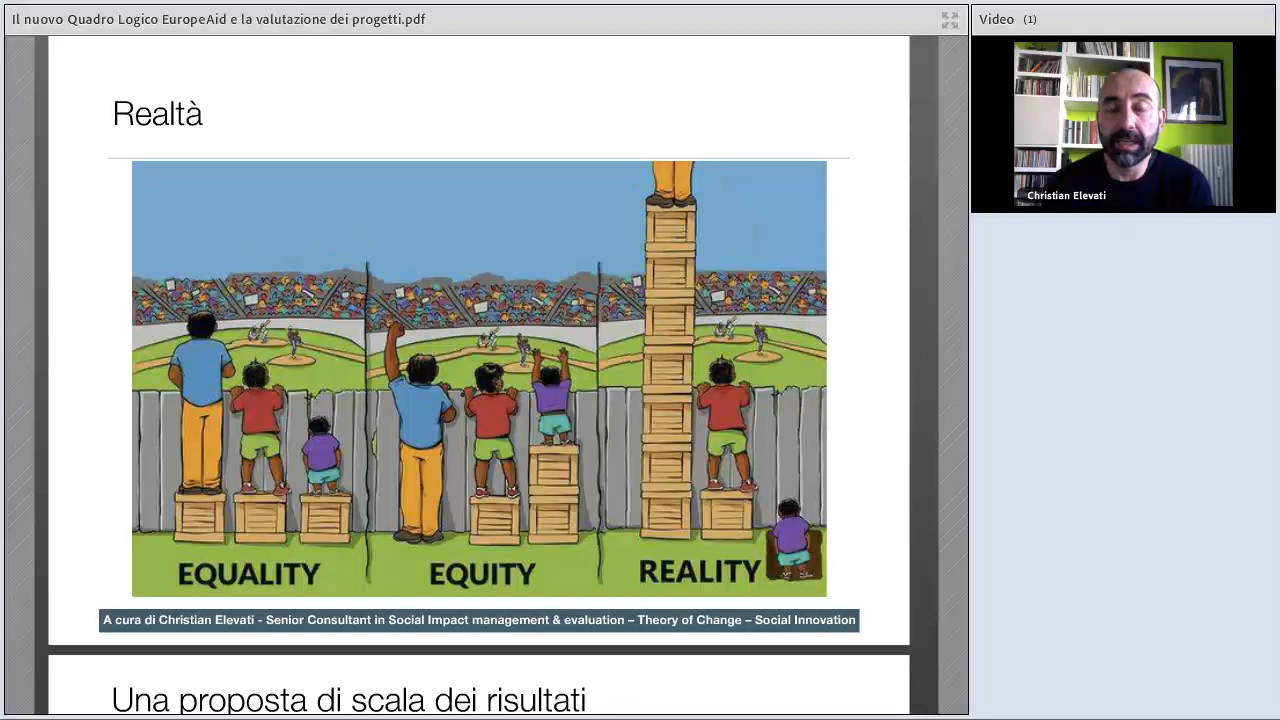 Il nuovo Quadro Logico EuropeAid e la valutazione dei progetti.pdf
Video (1)
Christian Elevati
Realtà
EQUALITY
EQUITY
REALITY
A cura di Christian Elevati - Senior Consultant in Social Impact management & evaluation – Theory of Change – Social Innovation
Una proposta di scala dei risultati